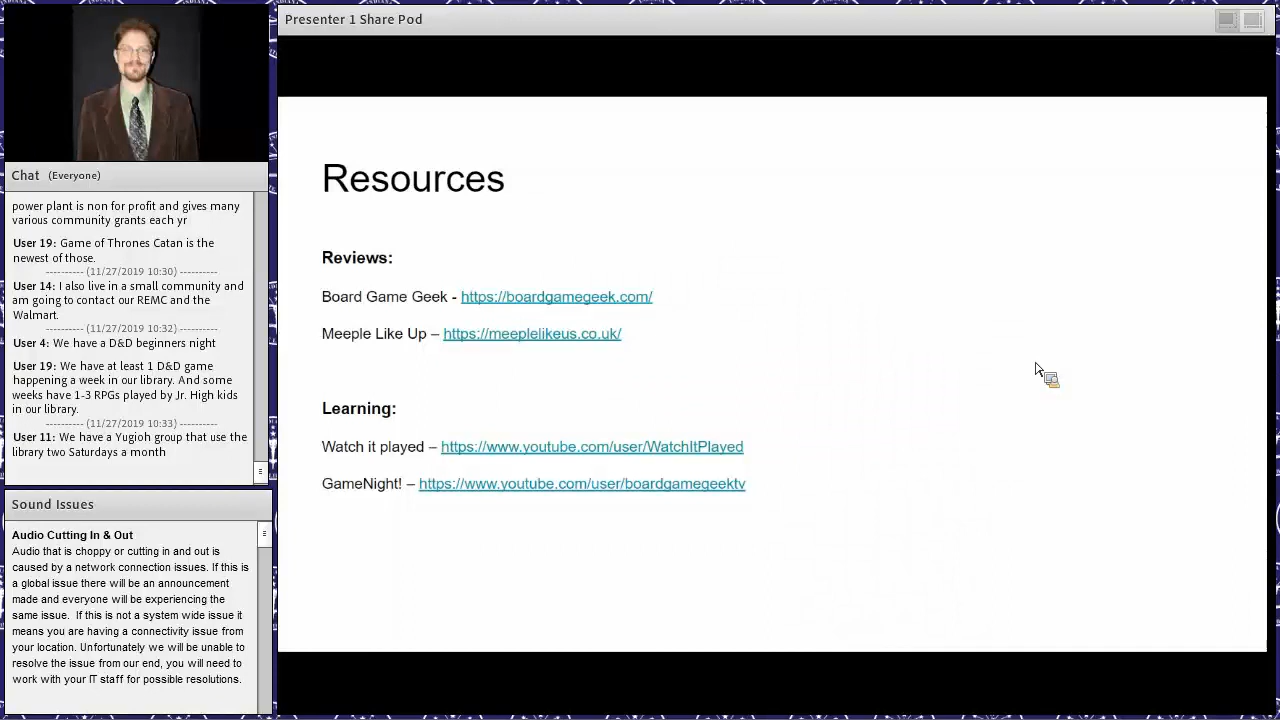 Presenter 1 Share Pod
Chat (Everyone)
power plant is non for profit and gives many
various community grants each yr
User 19: Game of Thrones Catan is the
newest of those.
---------- (11/27/2019 10:30) ----------
User 14: I also live in a small community and
am going to contact our REMC and the
Walmart.
---------- (11/27/2019 10:32) ----------
User 4: We have a D&D beginners night
User 19: We have at least 1 D&D game
happening a week in our library. And some
weeks have 1-3 RPGs played by Jr. High kids
in our library.
---------- (11/27/2019 10:33) ----------
User 11: We have a Yugioh group that use the
library two Saturdays a month
Sound Issues
Audio Cutting In & Out
Audio that is choppy or cutting in and out is
caused by a network connection issues. If this is
a global issue there will be an announcement
made and everyone will be experiencing the
same issue.  If this is not a system wide issue it
means you are having a connectivity issue from
your location. Unfortunately we will be unable to
resolve the issue from our end, you will need to
work with your IT staff for possible resolutions.
Resources
Reviews:
Board Game Geek - https://boardgamegeek.com/
Meeple Like Up – https://meeplelikeus.co.uk/
Learning:
Watch it played – https://www.youtube.com/user/WatchItPlayed
GameNight! – https://www.youtube.com/user/boardgamegeektv